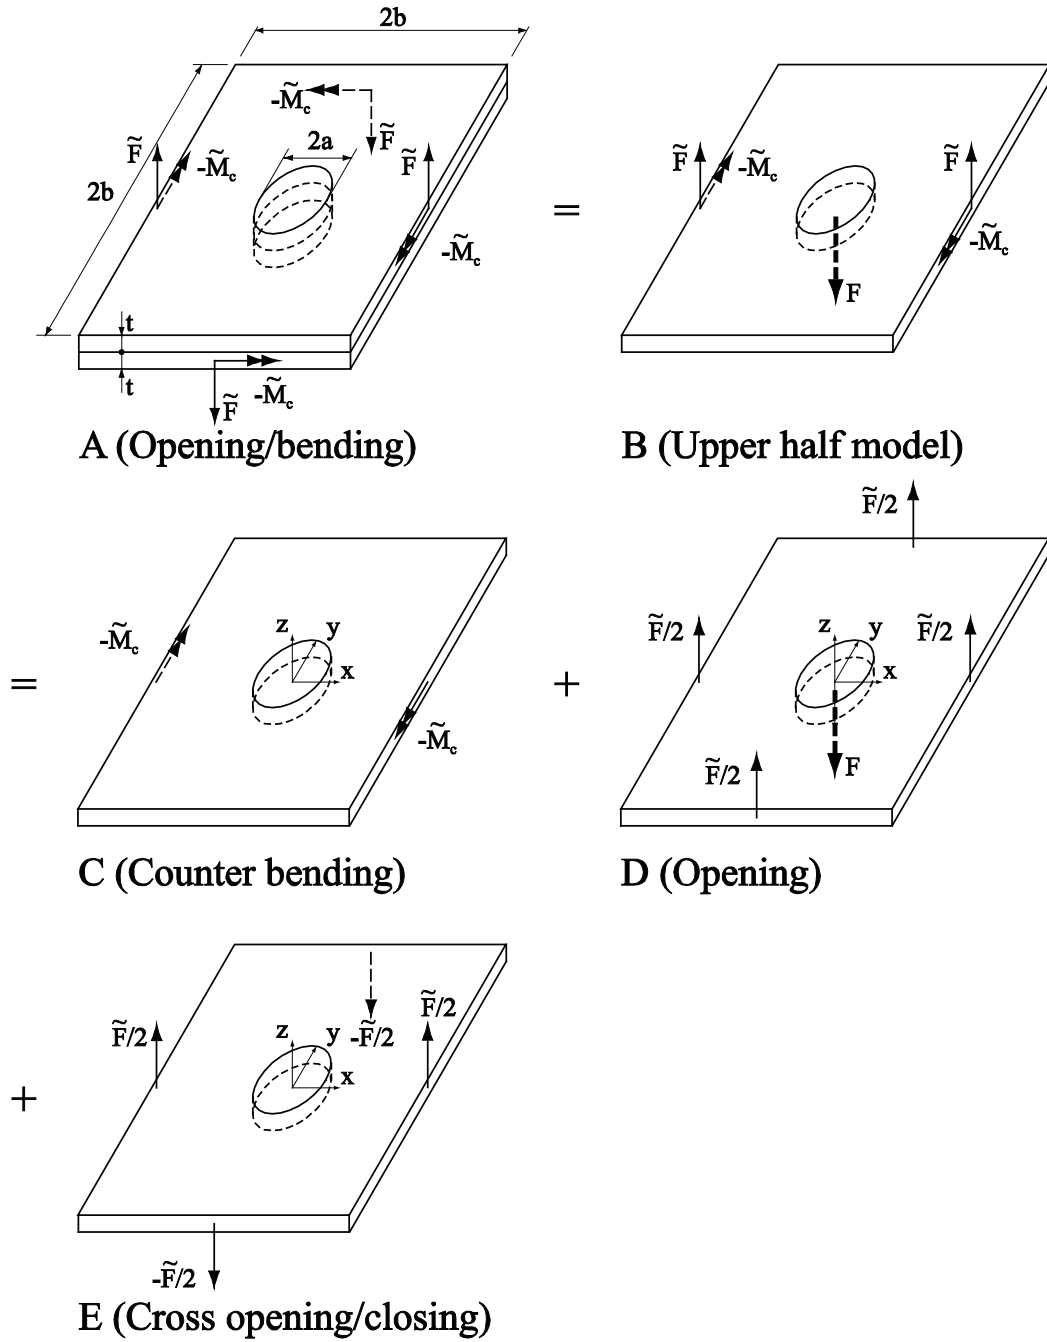 2b
-M̃c
F̃
2a
F̃
F̃
-M̃c
2b
-M̃c
t
t
-M̃c
F̃
A (Opening/bending)
=
F̃
-M̃c
F̃
-M̃c
F
B (Upper half model)
=
-M̃c
z
y
x
-M̃c
C (Counter bending)
+
F̃/2
F̃/2
z
y
F̃/2
x
F̃/2
F
D (Opening)
+
F̃/2
z
y
-F̃/2
F̃/2
x
-F̃/2
E (Cross opening/closing)